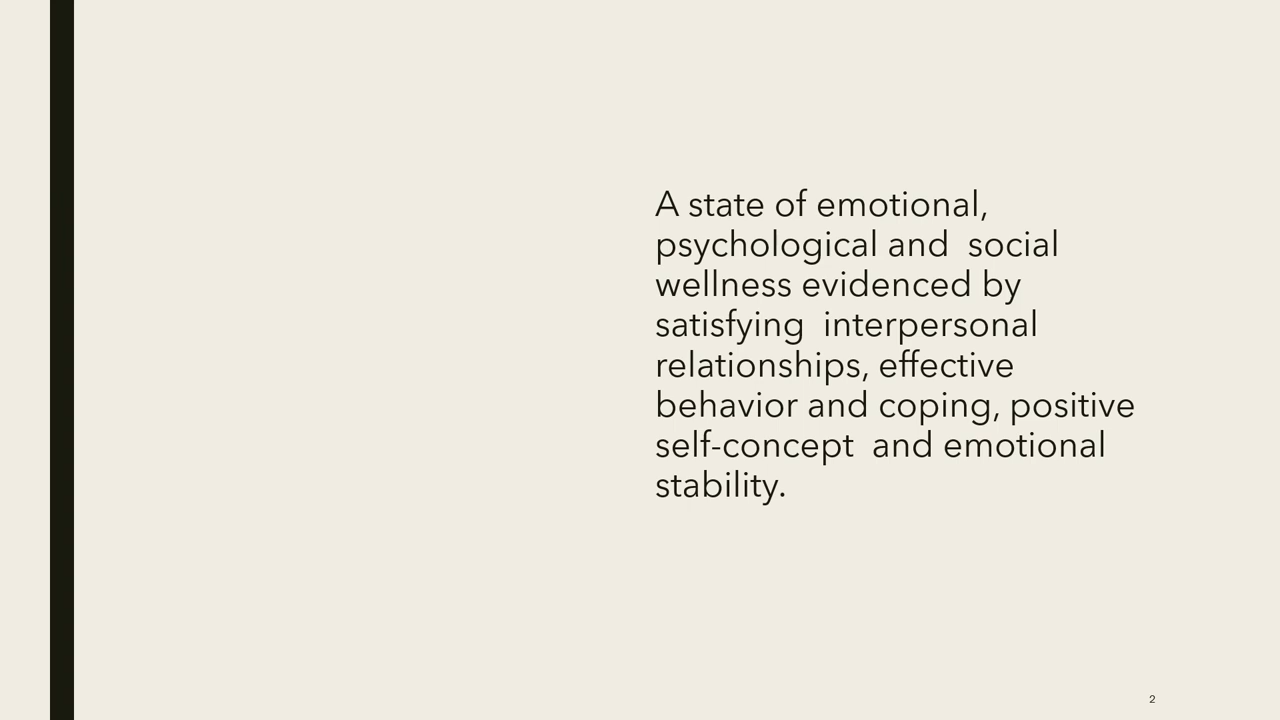 A state of emotional,
psychological and  social
wellness evidenced by
satisfying  interpersonal
relationships, effective
behavior and coping, positive
self-concept  and emotional
stability.
2